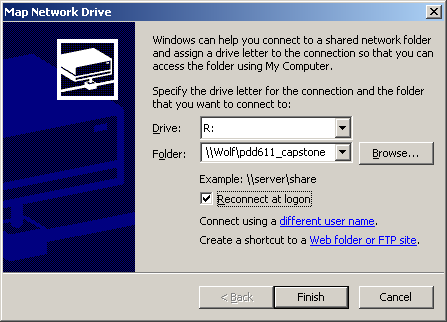 Map Network Drive
Windows can help you connect to a shared network folder
and assign a drive letter to the connection so that you can
access the folder using My Computer.
Specify the drive letter for the connection and the folder
that you want to connect to:
Drive: R:
Folder: \\Wolf\pdd611_capstone Browse...
Example: \\server\share
Reconnect at logon
Connect using a different user name.
Create a shortcut to a Web folder or FTP site.
< Back Finish Cancel